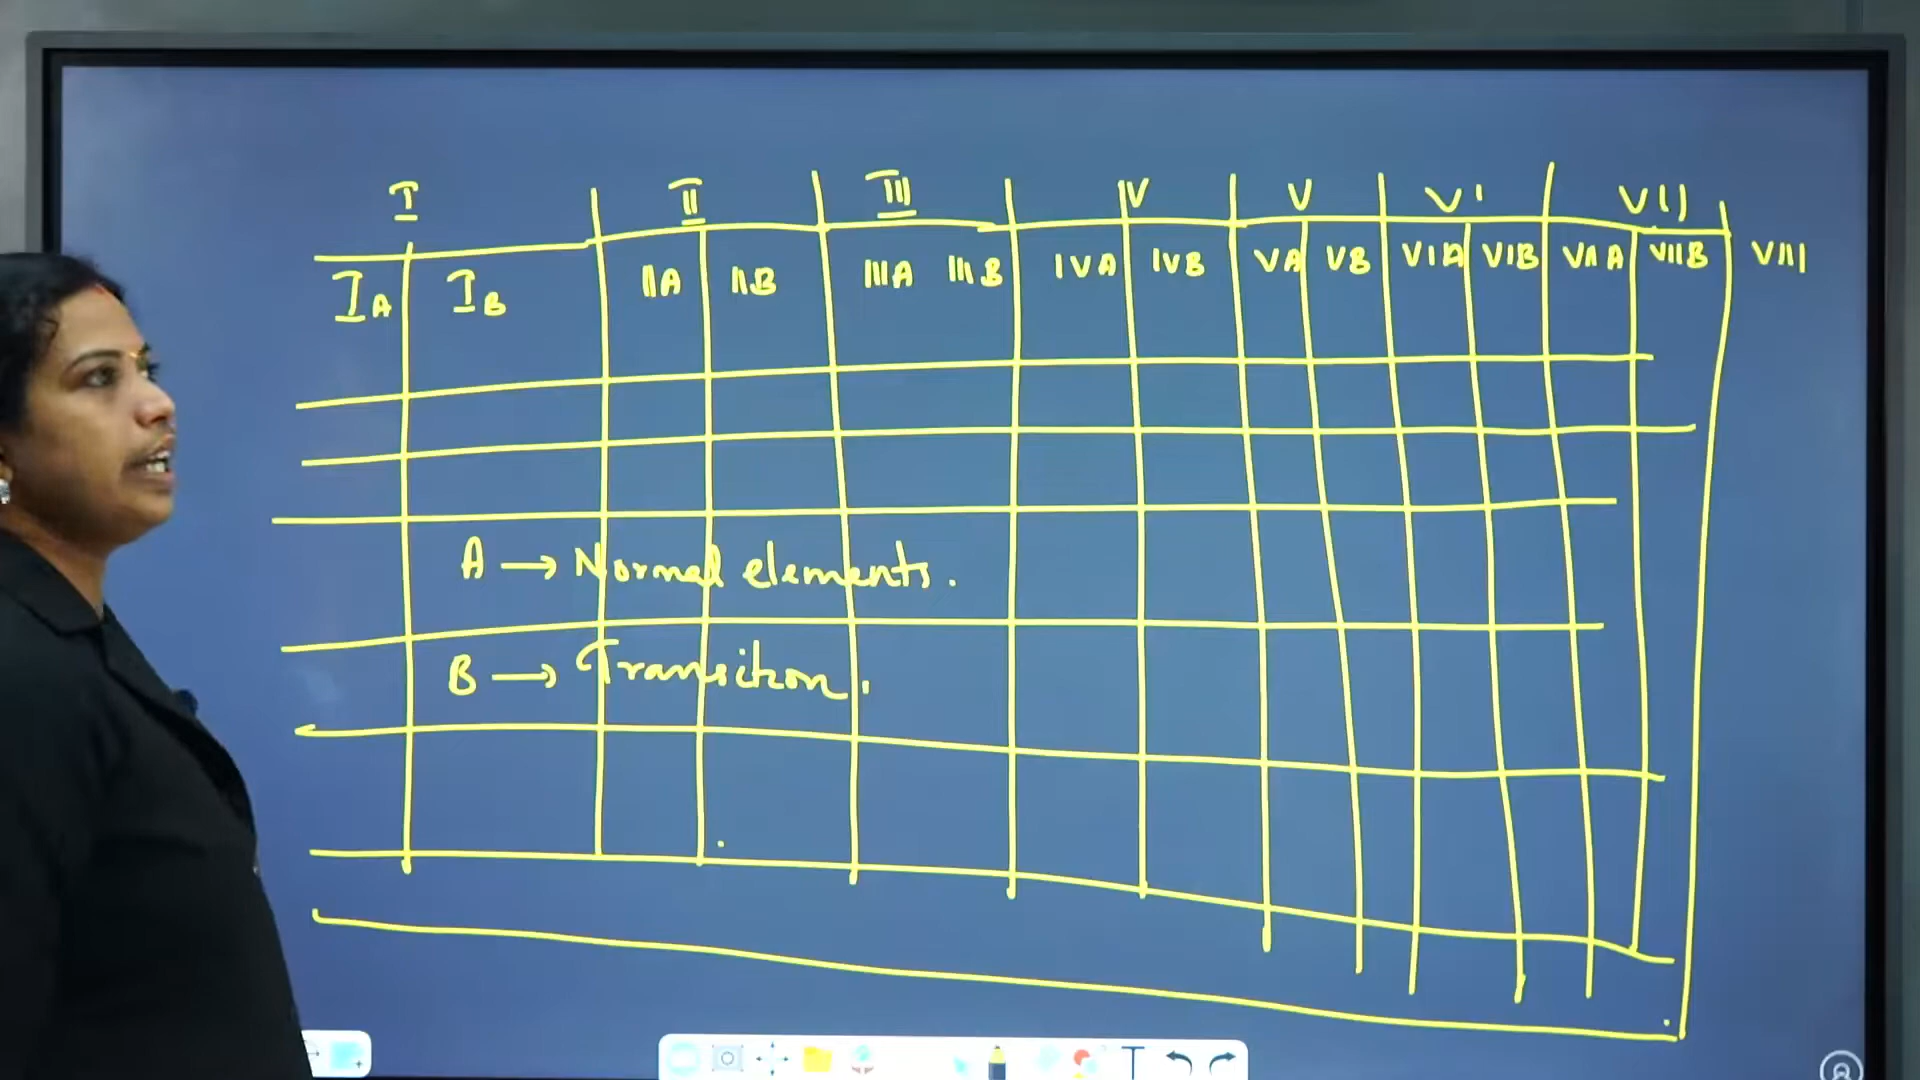 I II III IV V VI VII
IA IB IIA IIB IIIA IIIB IVA IVB VA VB VIA VIB VIIA VIIB VIII
A → Normal elements.
B → Transition.